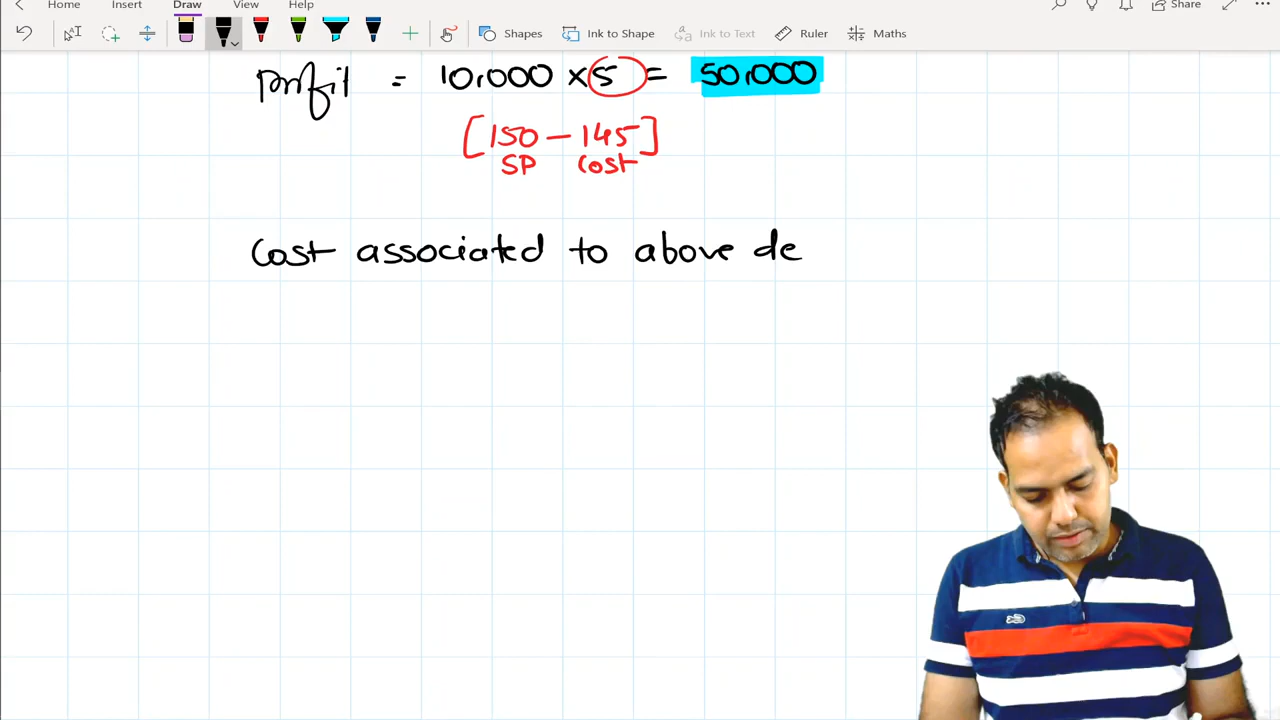 Home Insert Draw View Help Share
Shapes Ink to Shape Ink to Text Ruler Maths
Profit = 10,000 × 5 = 50,000
[150 – 145]
SP Cost
Cost associated to above de